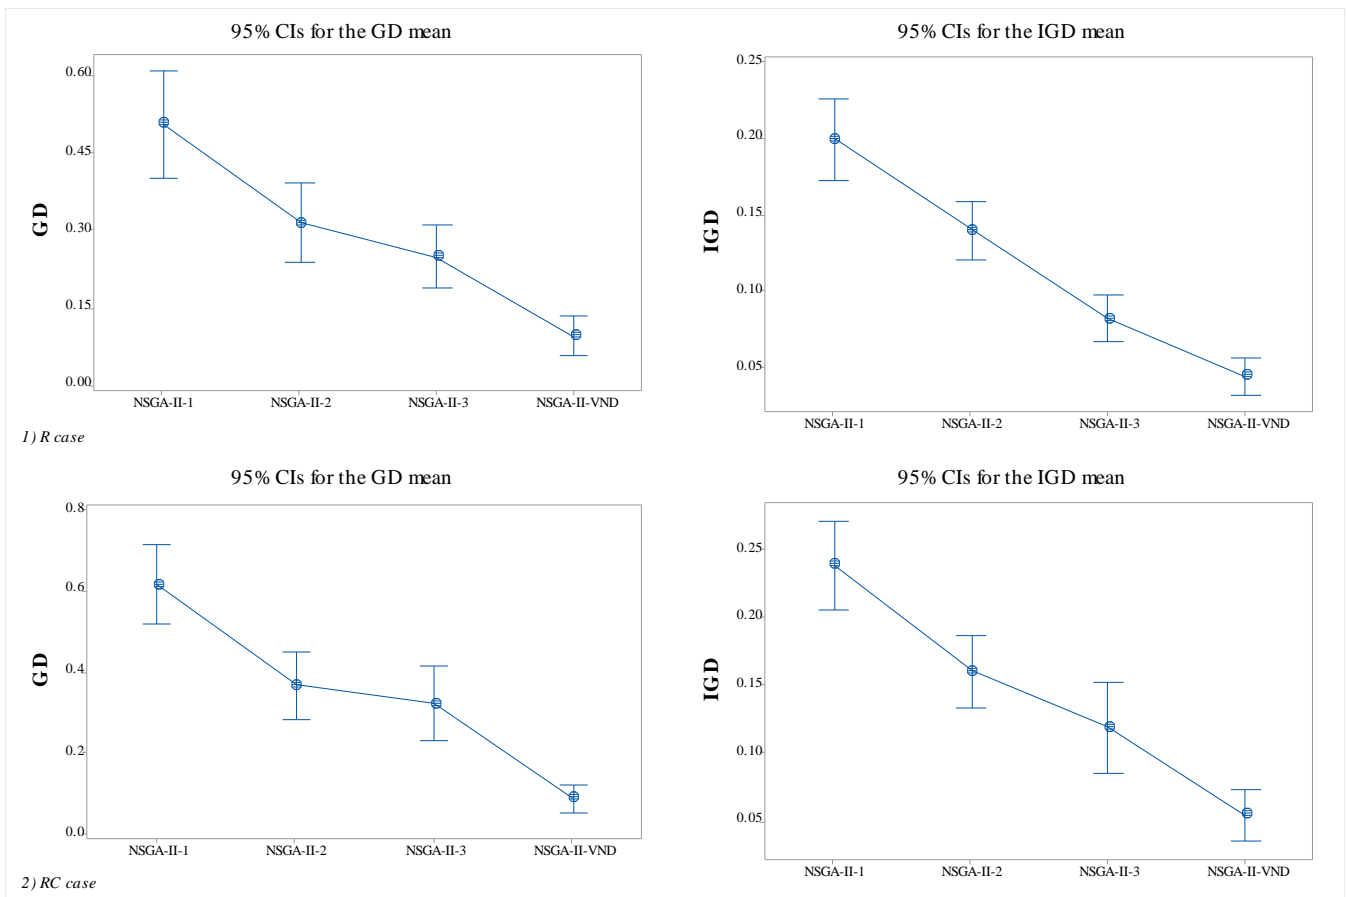 95% CIs for the GD mean
0.60
0.45
0.30
0.15
0.00
GD
NSGA-II-1 NSGA-II-2 NSGA-II-3 NSGA-II-VND
95% CIs for the IGD mean
0.25
0.20
0.15
0.10
0.05
IGD
NSGA-II-1 NSGA-II-2 NSGA-II-3 NSGA-II-VND
1) R case
95% CIs for the GD mean
0.8
0.6
0.4
0.2
0.0
GD
NSGA-II-1 NSGA-II-2 NSGA-II-3 NSGA-II-VND
95% CIs for the IGD mean
0.25
0.20
0.15
0.10
0.05
IGD
NSGA-II-1 NSGA-II-2 NSGA-II-3 NSGA-II-VND
2) RC case